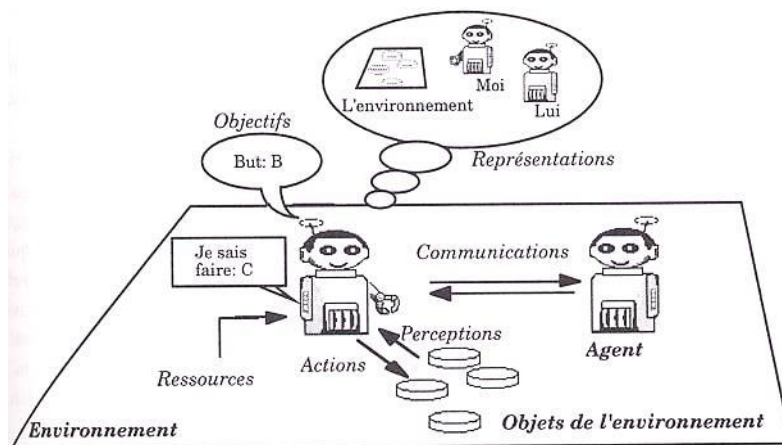 L'environnement
Moi
Lui
Objectifs
But: B
Représentations
Je sais
faire: C
Communications
Perceptions
Agent
Ressources
Actions
Environnement
Objets de l'environnement